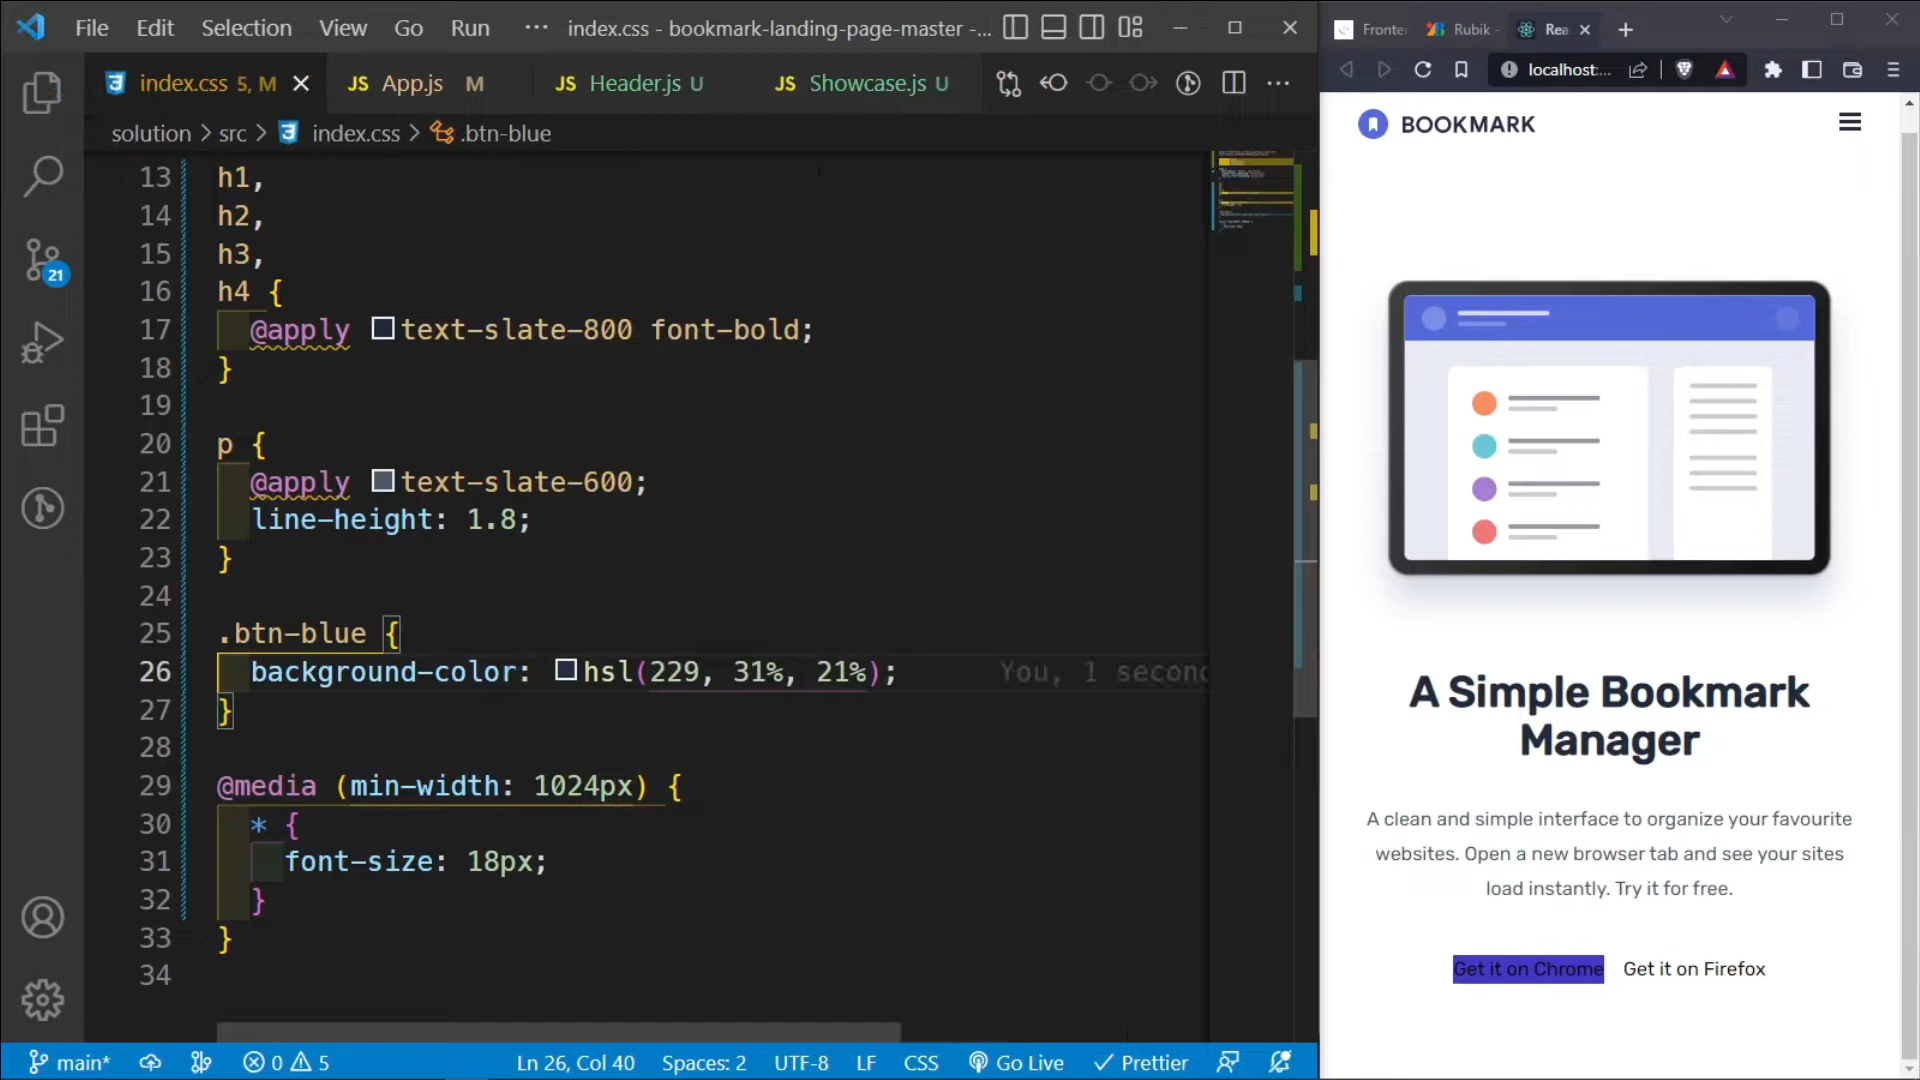 File Edit Selection View Go Run ··· index.css - bookmark-landing-page-master -...
index.css 5, M
JS App.js M
JS Header.js U
JS Showcase.js U
solution > src > index.css > .btn-blue
13 h1,
14 h2,
15 h3,
16 h4 {
17 @apply text-slate-800 font-bold;
18 }
19
20 p {
21 @apply text-slate-600;
22 line-height: 1.8;
23 }
24
25 .btn-blue {
26 background-color: hsl(229, 31%, 21%); You, 1 second
27 }
28
29 @media (min-width: 1024px) {
30 * {
31 font-size: 18px;
32 }
33 }
34
21
main* 0 5 Ln 26, Col 40 Spaces: 2 UTF-8 LF CSS Go Live Prettier
Fronte Rubik - Rea
localhost:...
BOOKMARK
A Simple Bookmark
Manager
A clean and simple interface to organize your favourite
websites. Open a new browser tab and see your sites
load instantly. Try it for free.
Get it on Chrome Get it on Firefox